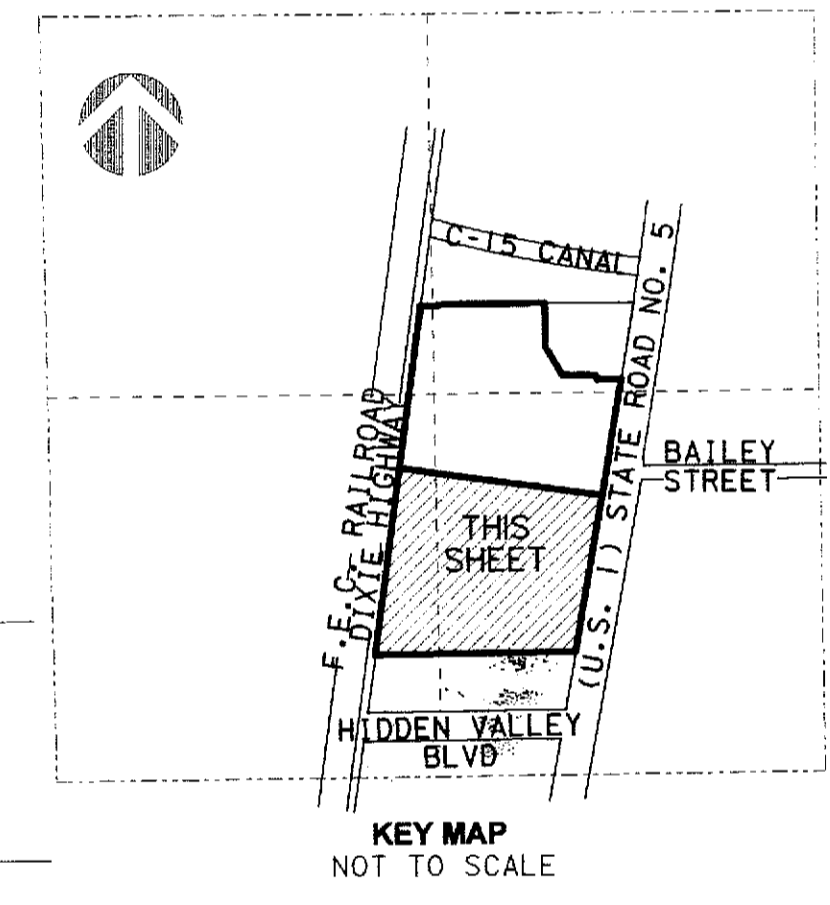 C-15 CANAL
(U.S. 1) STATE ROAD NO. 5
F.E.C. RAILROAD
DIXIE HIGHWAY
BAILEY
STREET
THIS
SHEET
HIDDEN VALLEY
BLVD
KEY MAP
NOT TO SCALE